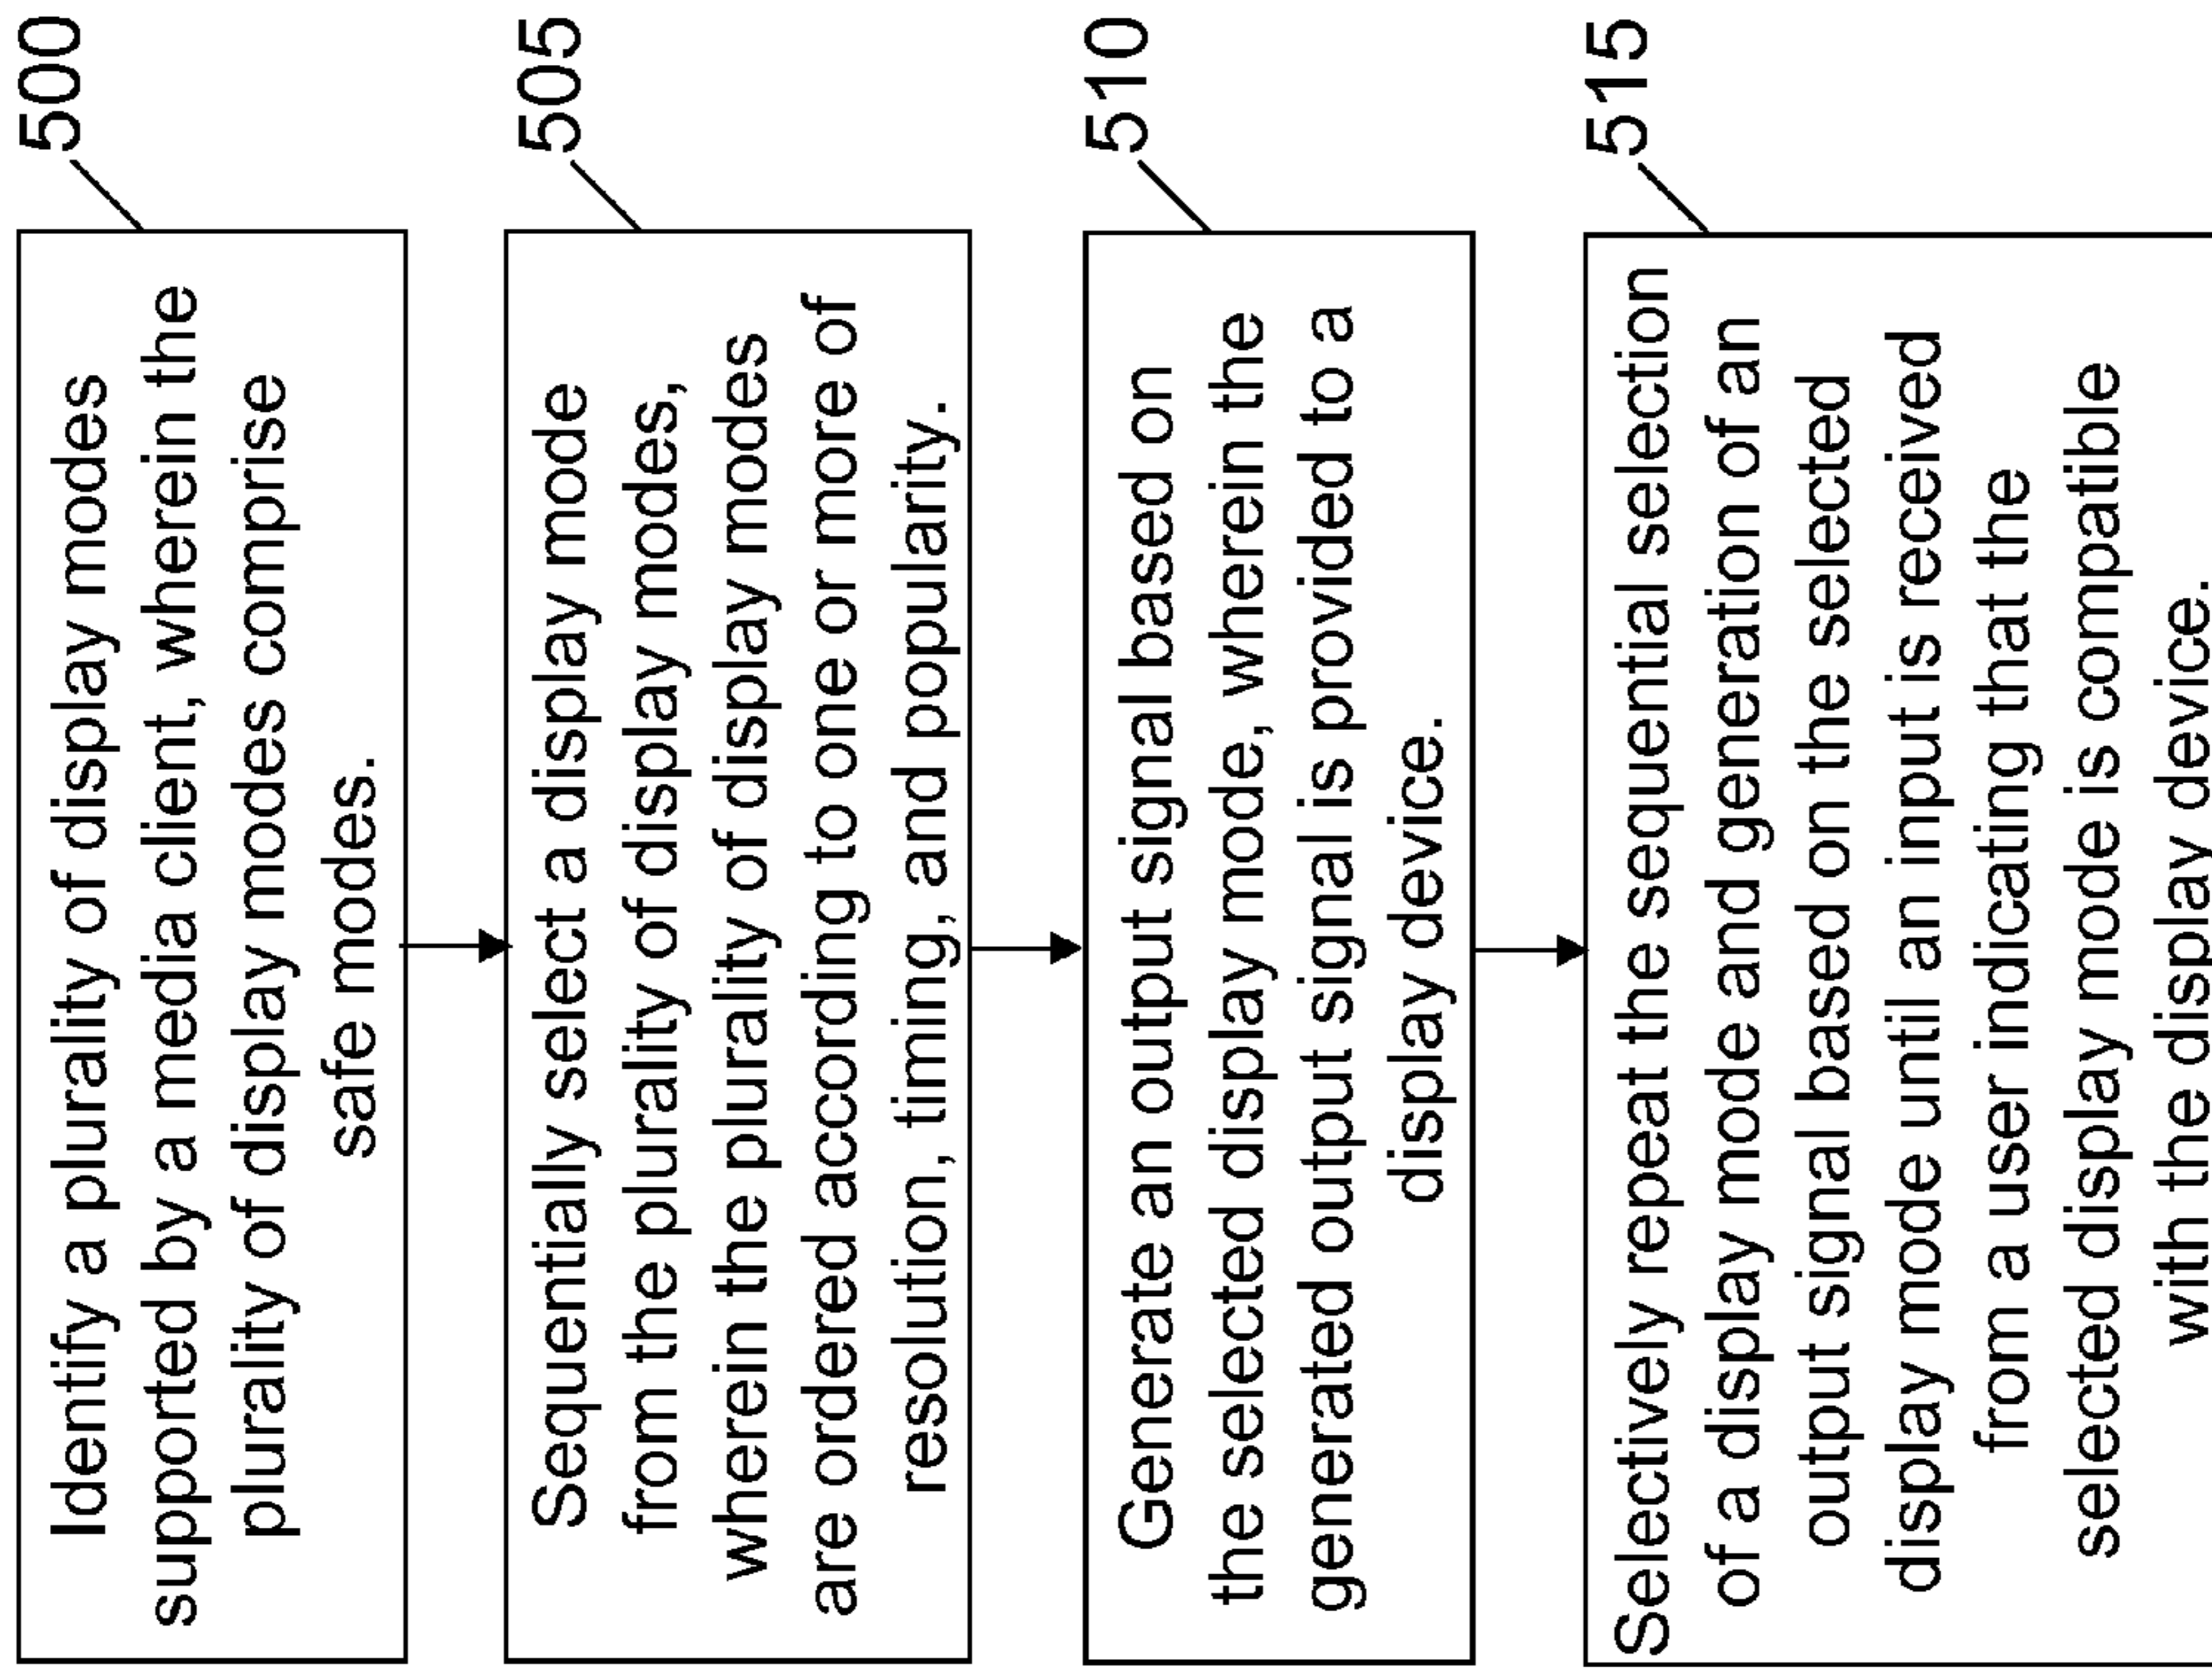 500
Identify a plurality of display modes
supported by a media client, wherein the
plurality of display modes comprise
safe modes.
505
Sequentially select a display mode
from the plurality of display modes,
wherein the plurality of display modes
are ordered according to one or more of
resolution, timing, and popularity.
510
Generate an output signal based on
the selected display mode, wherein the
generated output signal is provided to a
display device.
515
Selectively repeat the sequential selection
of a display mode and generation of an
output signal based on the selected
display mode until an input is received
from a user indicating that the
selected display mode is compatible
with the display device.